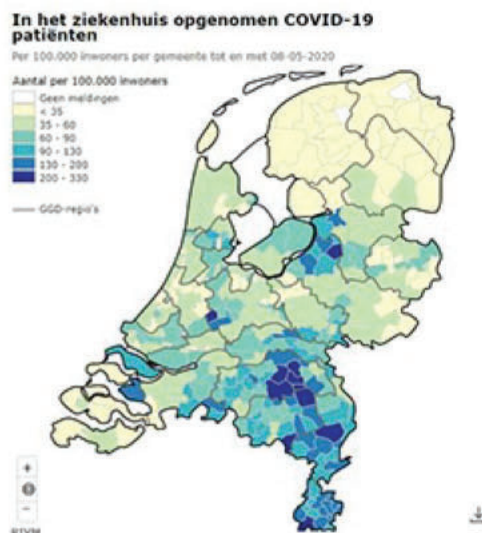 In het ziekenhuis opgenomen COVID-19
patiënten
Per 100.000 inwoners per gemeente tot en met 08-05-2020
Aantal per 100.000 inwoners
Geen meldingen
< 35
35 - 60
60 - 90
90 - 130
130 - 200
200 - 330
GGD-regio's
+
−
RIVM